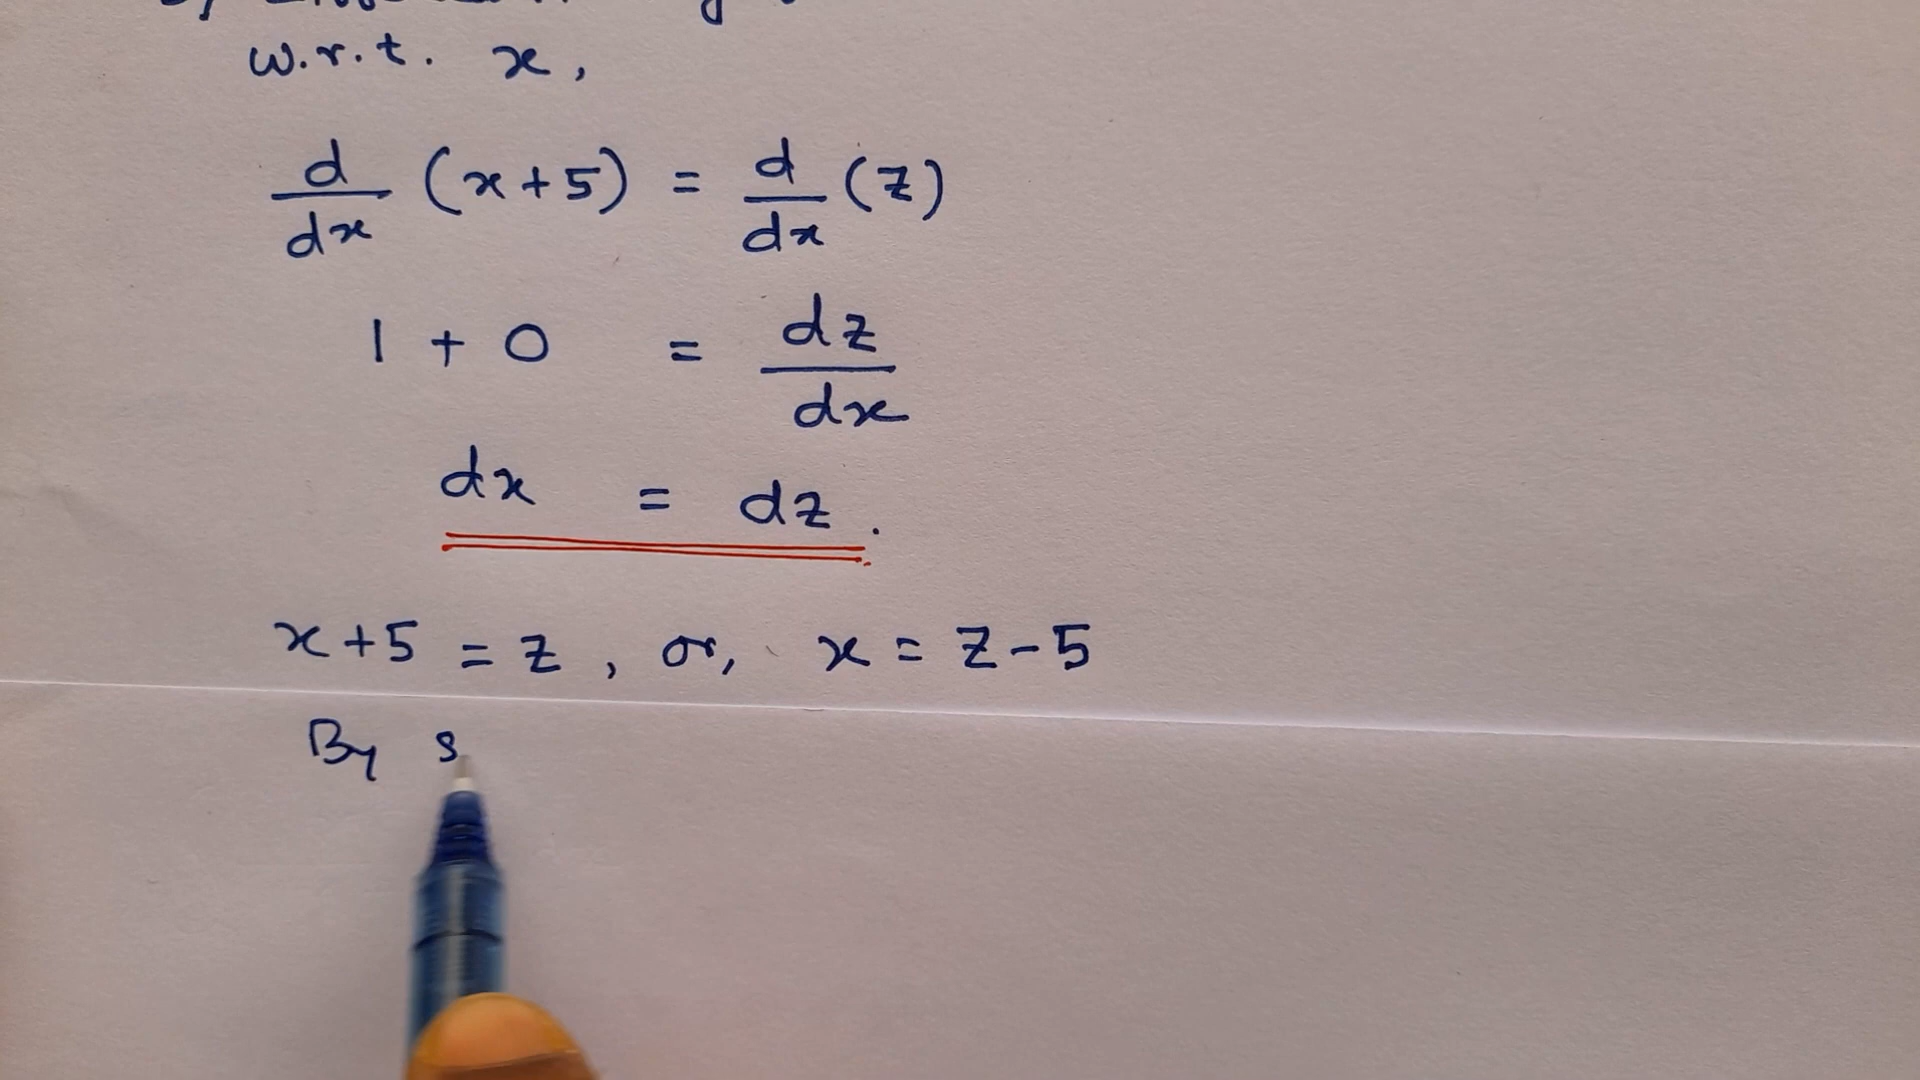 w.r.t. x,
d/dx (x+5) = d/dx (z)
1 + 0 = dz/dx
dx = dz.
x+5 = z, or, x = z-5
By s